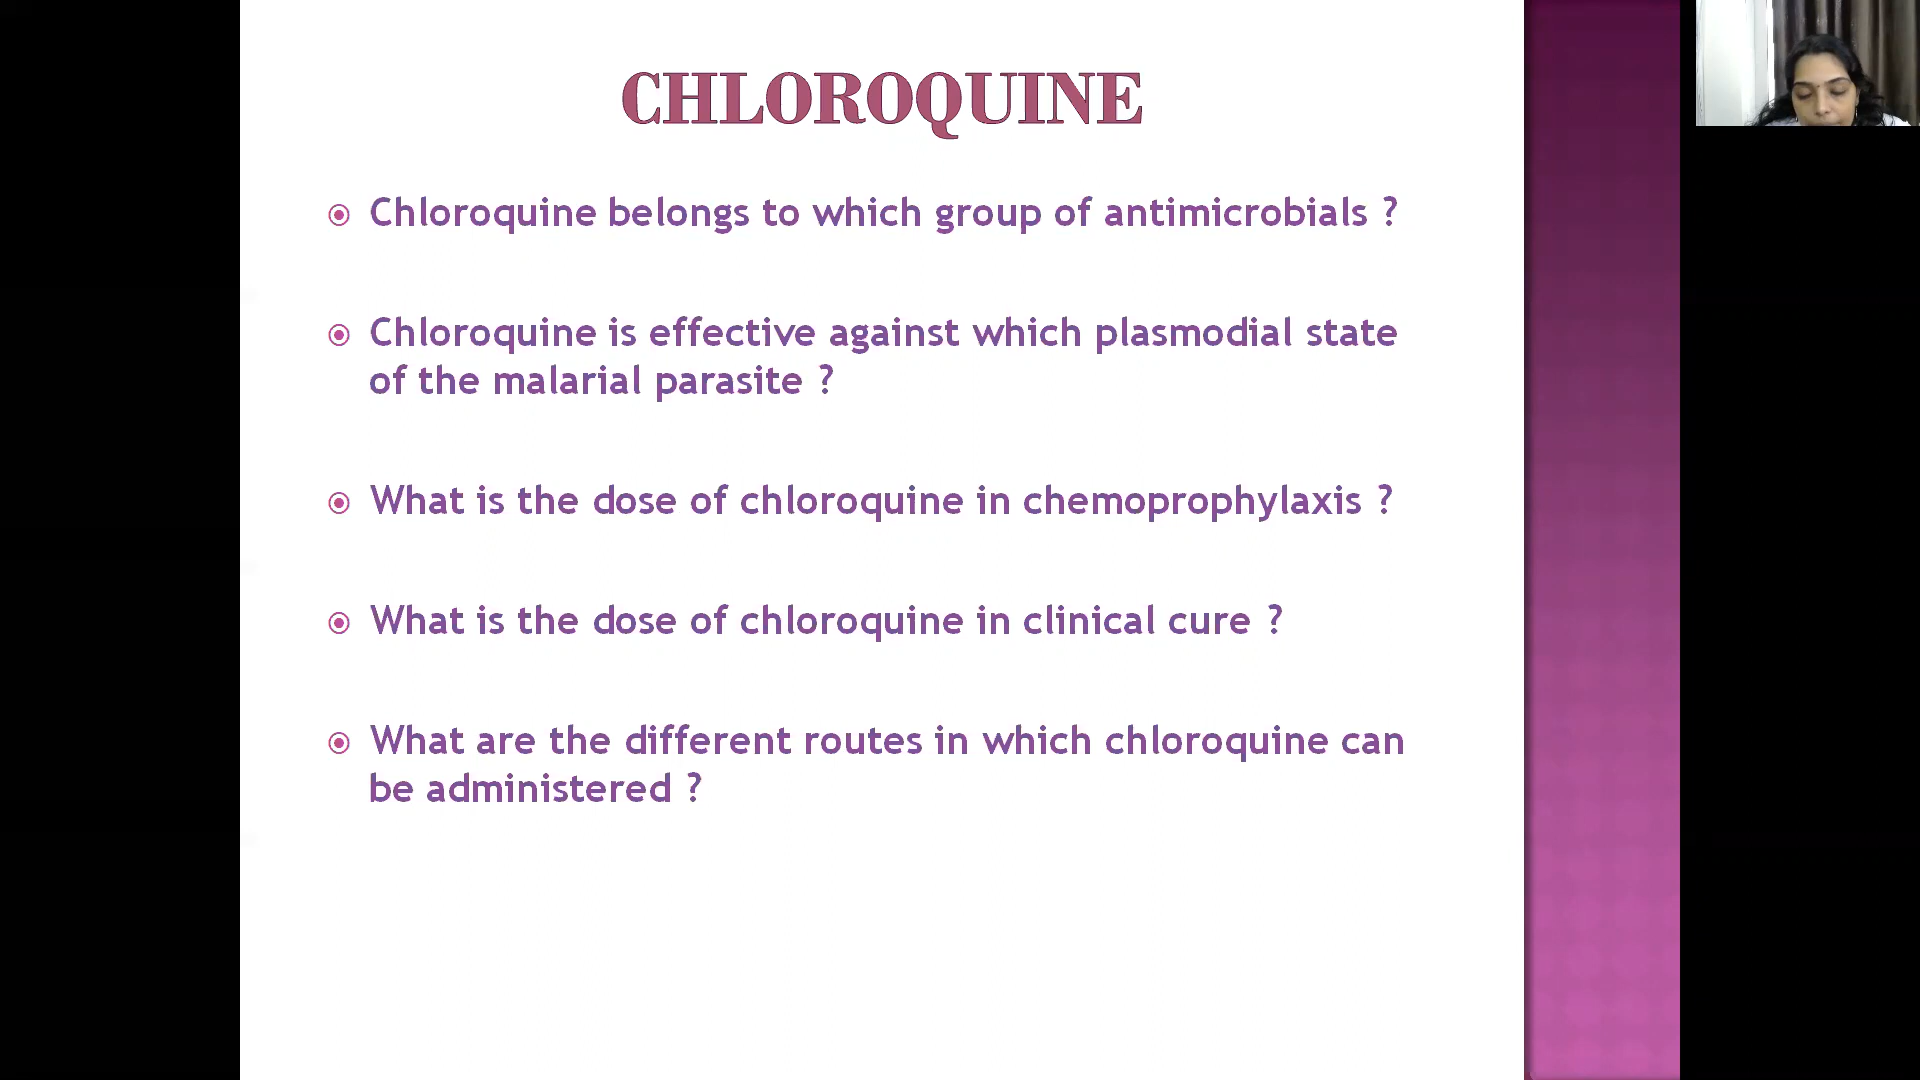 CHLOROQUINE
Chloroquine belongs to which group of antimicrobials ?
Chloroquine is effective against which plasmodial state
of the malarial parasite ?
What is the dose of chloroquine in chemoprophylaxis ?
What is the dose of chloroquine in clinical cure ?
What are the different routes in which chloroquine can
be administered ?